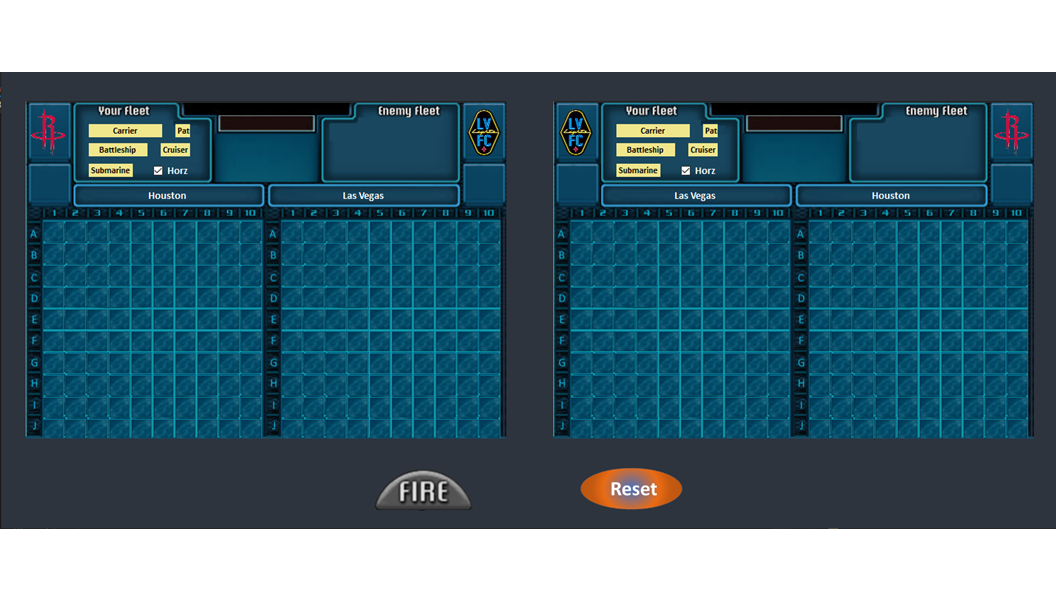 Your Fleet
Enemy Fleet
Carrier Pat
Battleship Cruiser
Submarine Horz
LV
Lights
FC
Houston
Las Vegas
1 2 3 4 5 6 7 8 9 10
1 2 3 4 5 6 7 8 9 10
A A
B B
C C
D D
E E
F F
G G
H H
I I
J J
Your Fleet
Enemy Fleet
Carrier Pat
Battleship Cruiser
Submarine Horz
LV
Lights
FC
Las Vegas
Houston
1 2 3 4 5 6 7 8 9 10
1 2 3 4 5 6 7 8 9 10
A A
B B
C C
D D
E E
F F
G G
H H
I I
J J
FIRE
Reset